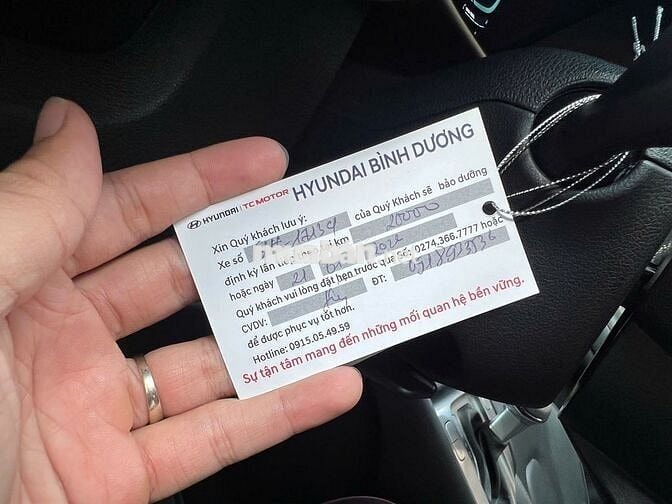 HYUNDAI | TC MOTOR HYUNDAI BÌNH DƯƠNG
Xin Quý khách lưu ý:
Xe số của Quý Khách sẽ bảo dưỡng
định kỳ lần km 20000
hoặc ngày 21
Quý khách vui lòng đặt hẹn trước qua số: 0274.366.7777 hoặc
CVDV: ĐT:
để được phục vụ tốt hơn.
Hotline: 0915.05.49.59
Sự tận tâm mang đến những mối quan hệ bền vững.